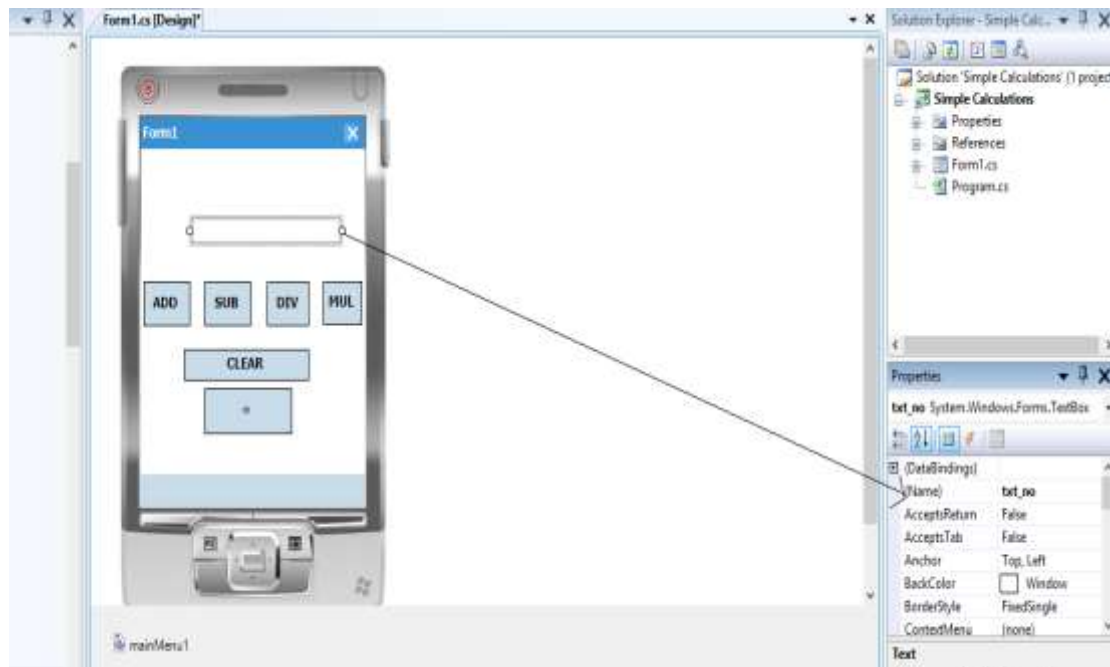 Form1.cs [Design]*
Form1
ADD SUB DIV MUL
CLEAR
mainMenu1
Solution Explorer - Simple Calc...
Solution 'Simple Calculations' (1 project
Simple Calculations
Properties
References
Form1.cs
Program.cs
Properties
txt_no System.Windows.Forms.TextBox
(DataBindings)
(Name) txt_no
AcceptsReturn False
AcceptsTab False
Anchor Top, Left
BackColor Window
BorderStyle FixedSingle
ContextMenu (none)
Text